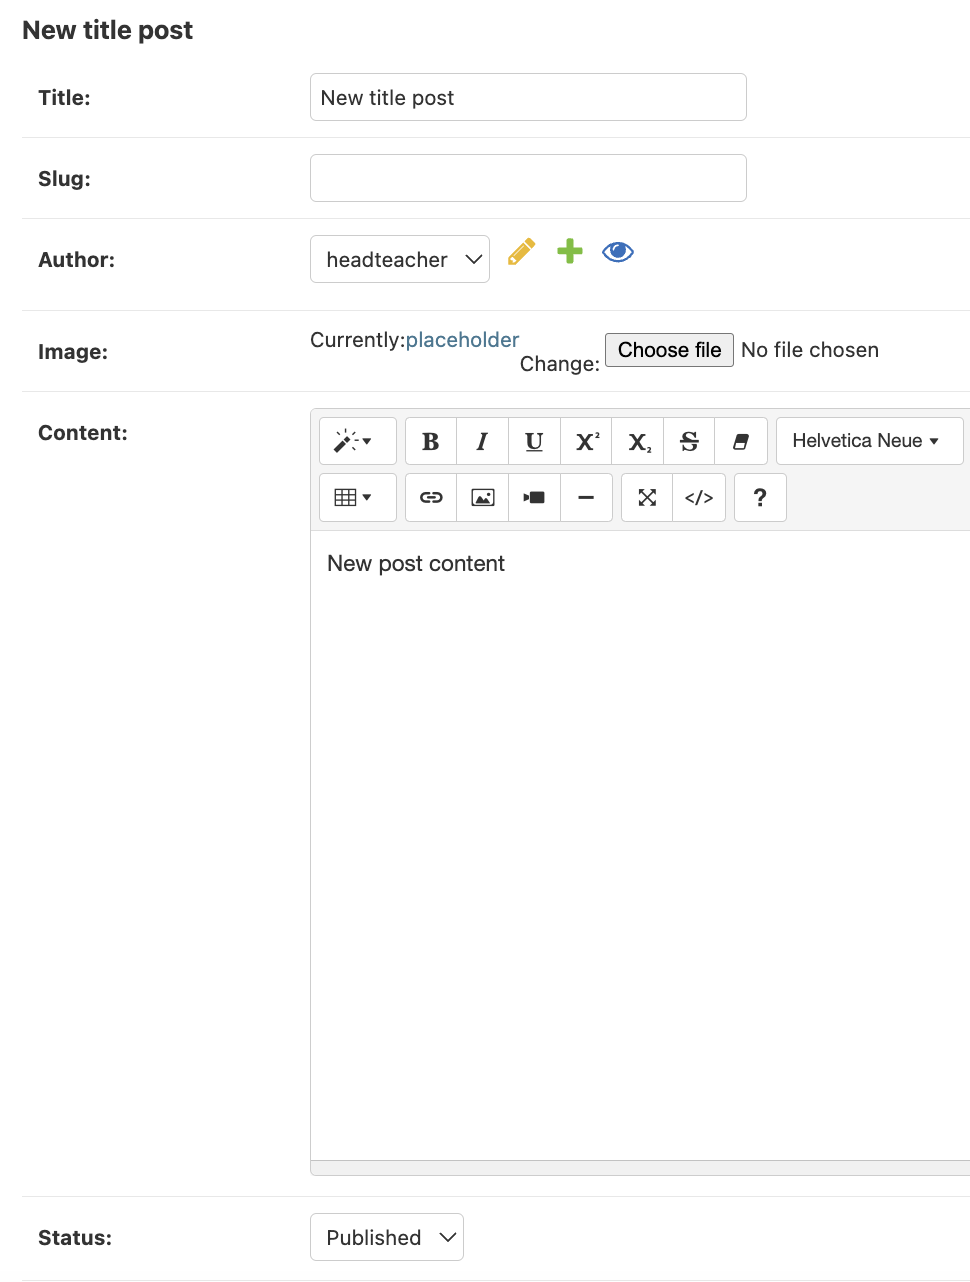 New title post
Title: New title post
Slug:
Author: headteacher
Image: Currently:placeholder
Change: Choose file No file chosen
Content:
B I U X² X₂ S Helvetica Neue
</> ?
New post content
Status: Published